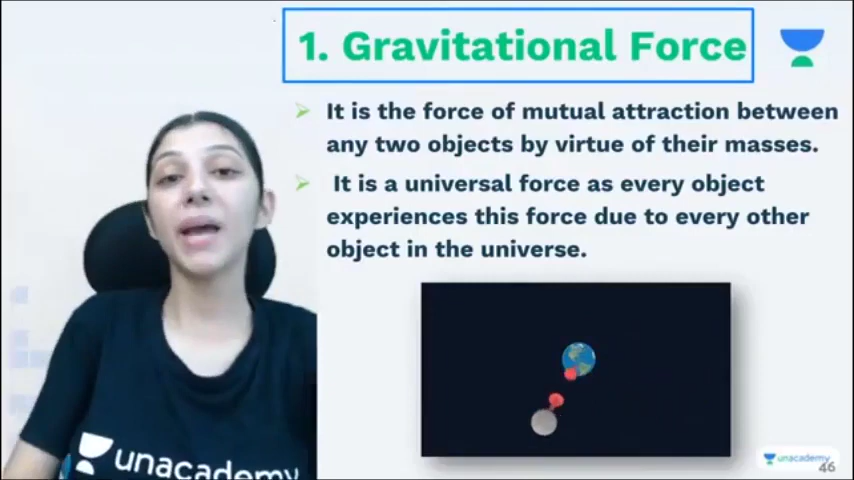 1. Gravitational Force
It is the force of mutual attraction between
any two objects by virtue of their masses.
It is a universal force as every object
experiences this force due to every other
object in the universe.
unacademy
unacademy
46